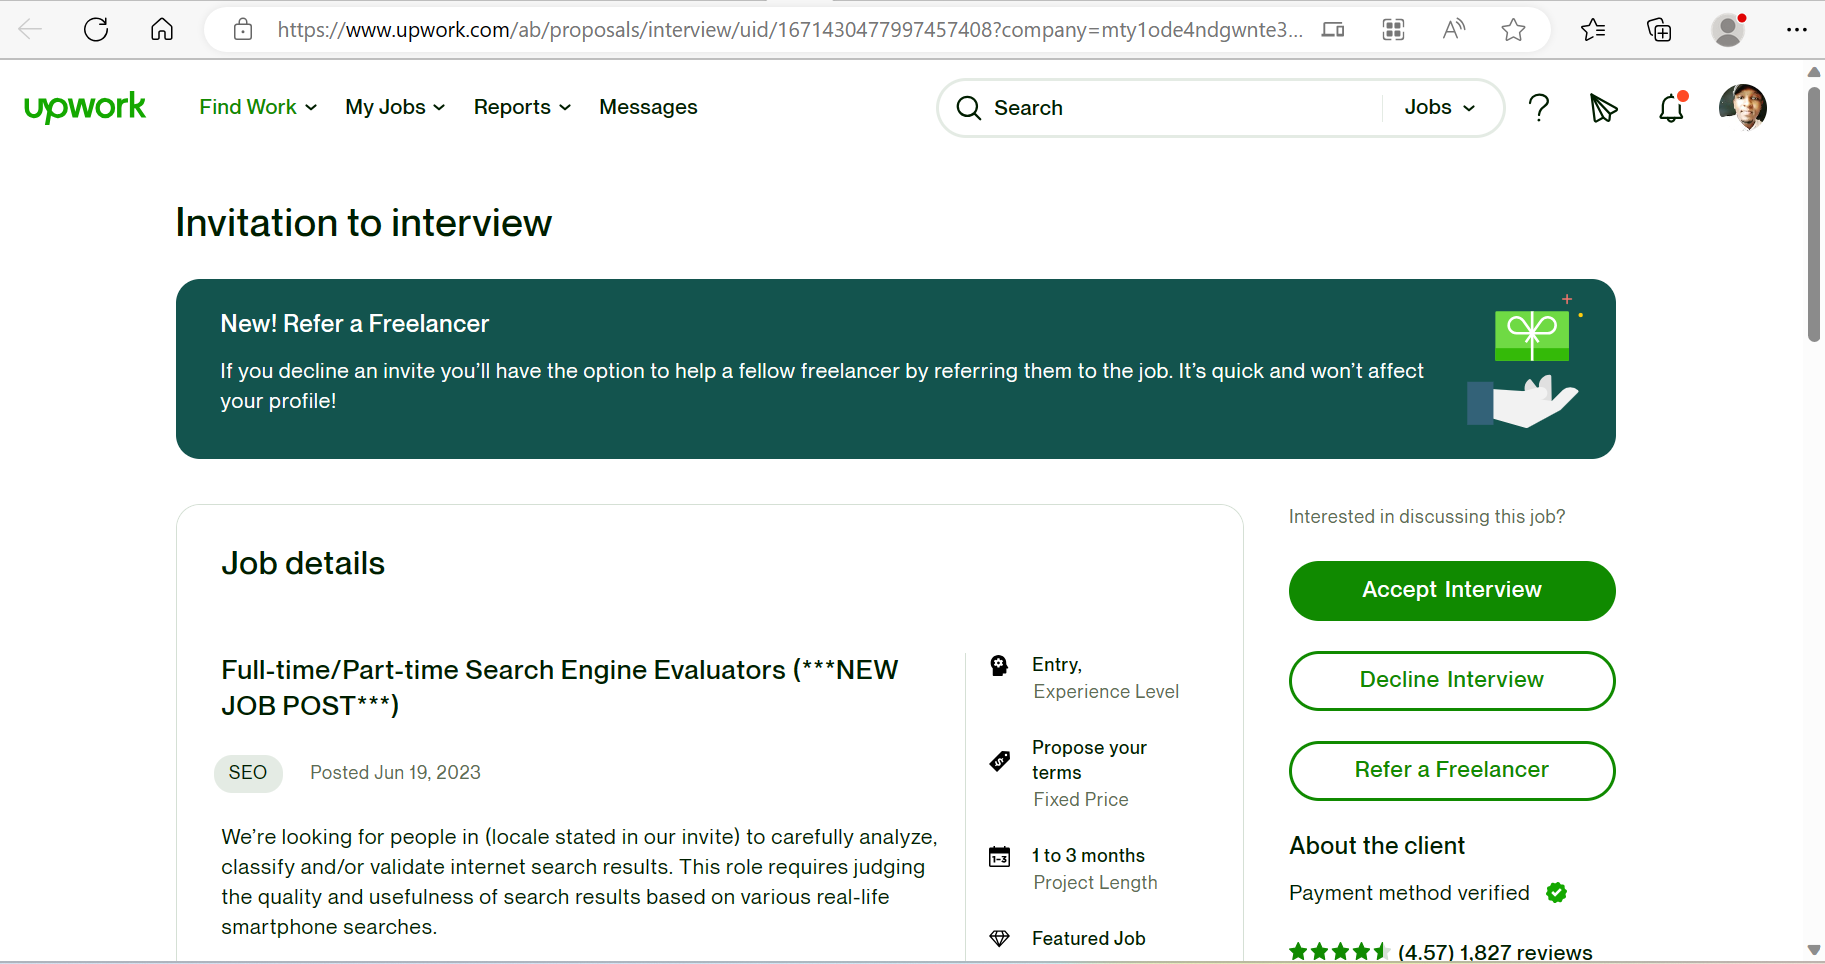 https://www.upwork.com/ab/proposals/interview/uid/1671430477997457408?company=mty1ode4ndgwnte3...
upwork Find Work My Jobs Reports Messages Search Jobs
Invitation to interview
New! Refer a Freelancer
If you decline an invite you’ll have the option to help a fellow freelancer by referring them to the job. It’s quick and won’t affect
your profile!
Job details
Full-time/Part-time Search Engine Evaluators (***NEW
JOB POST***)
SEO Posted Jun 19, 2023
We’re looking for people in (locale stated in our invite) to carefully analyze,
classify and/or validate internet search results. This role requires judging
the quality and usefulness of search results based on various real-life
smartphone searches.
Entry,
Experience Level
Propose your
terms
Fixed Price
1-3
1 to 3 months
Project Length
Featured Job
Interested in discussing this job?
Accept Interview
Decline Interview
Refer a Freelancer
About the client
Payment method verified
(4.57) 1,827 reviews